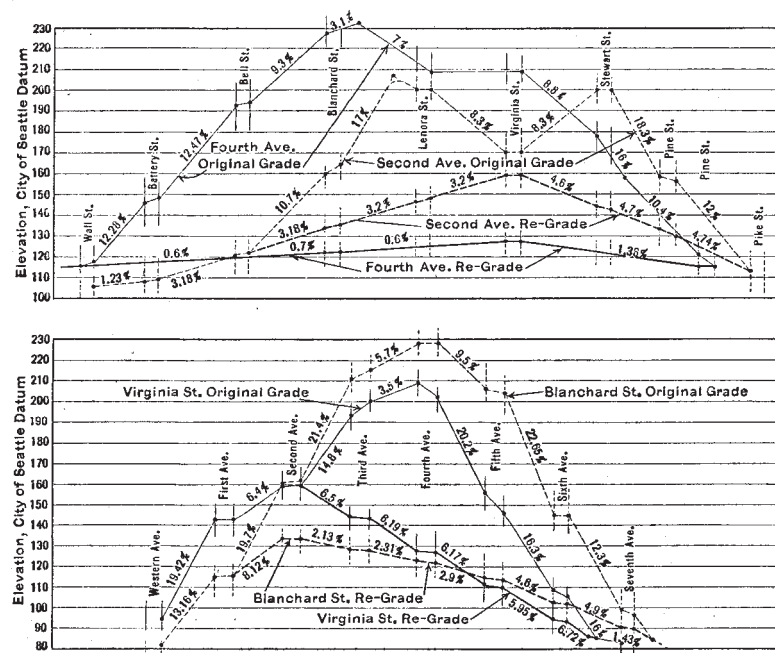 Elevation, City of Seattle Datum
230
220
210
200
190
180
170
160
150
140
130
120
110
100
Wall St.
Battery St.
Bell St.
Blanchard St.
Lenora St.
Virginia St.
Stewart St.
Pine St.
Pine St.
Pike St.
12.28%
12.47%
9.3%
3.1%
7%
8.8%
16%
10.4%
Fourth Ave.
Original Grade
10.7%
17%
8.3%
8.3%
18.3%
12%
Second Ave. Original Grade
1.23%
3.18%
3.18%
3.2%
3.2%
4.6%
4.7%
4.74%
Second Ave. Re-Grade
0.6%
0.7%
0.6%
1.36%
Fourth Ave. Re-Grade
Elevation, City of Seattle Datum
230
220
210
200
190
180
170
160
150
140
130
120
110
100
90
80
Western Ave.
First Ave.
Second Ave.
Third Ave.
Fourth Ave.
Fifth Ave.
Sixth Ave.
Seventh Ave.
Virginia St. Original Grade
Blanchard St. Original Grade
19.42%
6.4%
14.8%
3.5%
20.2%
16.3%
16%
13.16%
19.7%
21.4%
5.7%
9.5%
22.65%
12.3%
8.12%
2.13%
2.31%
2.9%
4.6%
4.9%
1.43%
6.5%
6.19%
6.17%
5.95%
6.72%
Blanchard St. Re-Grade
Virginia St. Re-Grade